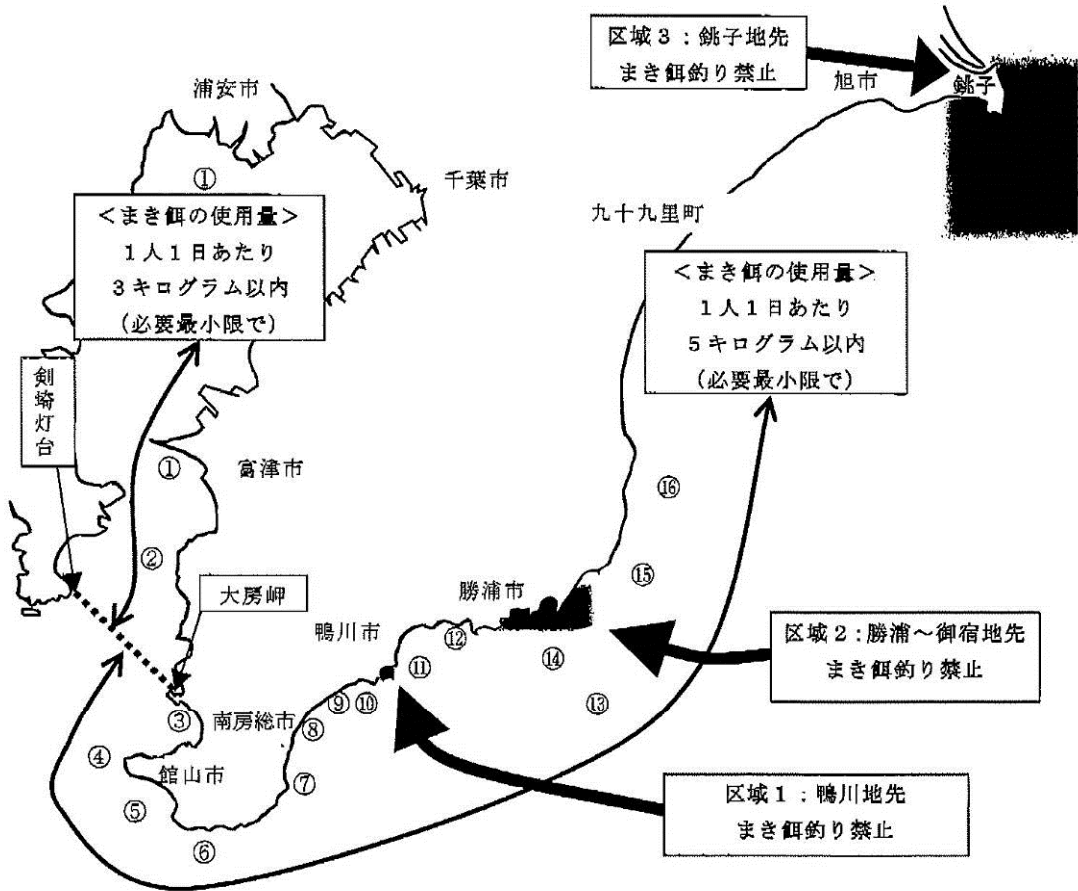 区域3：銚子地先
まき餌釣り禁止
銚子
旭市
浦安市
千葉市
①
＜まき餌の使用量＞
1人1日あたり
3キログラム以内
（必要最小限で）
九十九里町
＜まき餌の使用量＞
1人1日あたり
5キログラム以内
（必要最小限で）
剣埼灯台
①
富津市
②
大房岬
⑯
⑮
勝浦市
鴨川市
⑫
⑪
⑭
⑬
区域2：勝浦～御宿地先
まき餌釣り禁止
③
南房総市
⑨
⑩
⑧
④
館山市
⑦
⑤
⑥
区域1：鴨川地先
まき餌釣り禁止